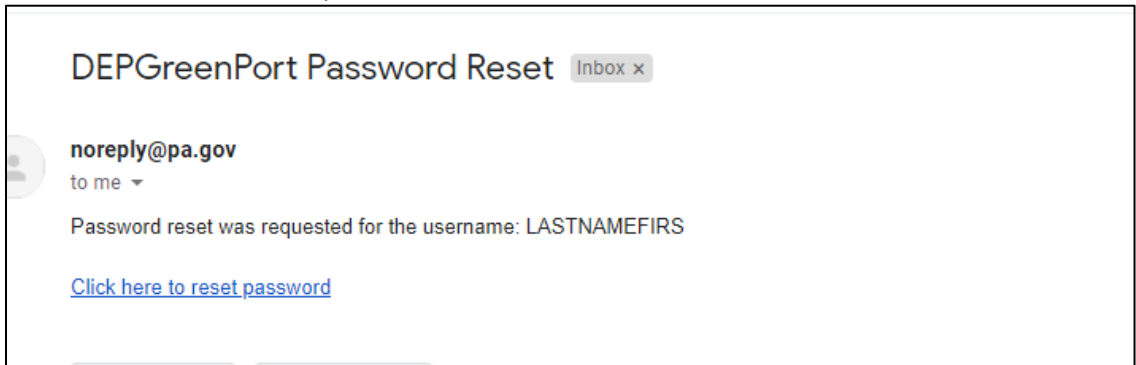 DEPGreenPort Password Reset Inbox x
noreply@pa.gov
to me
Password reset was requested for the username: LASTNAMEFIRS
Click here to reset password